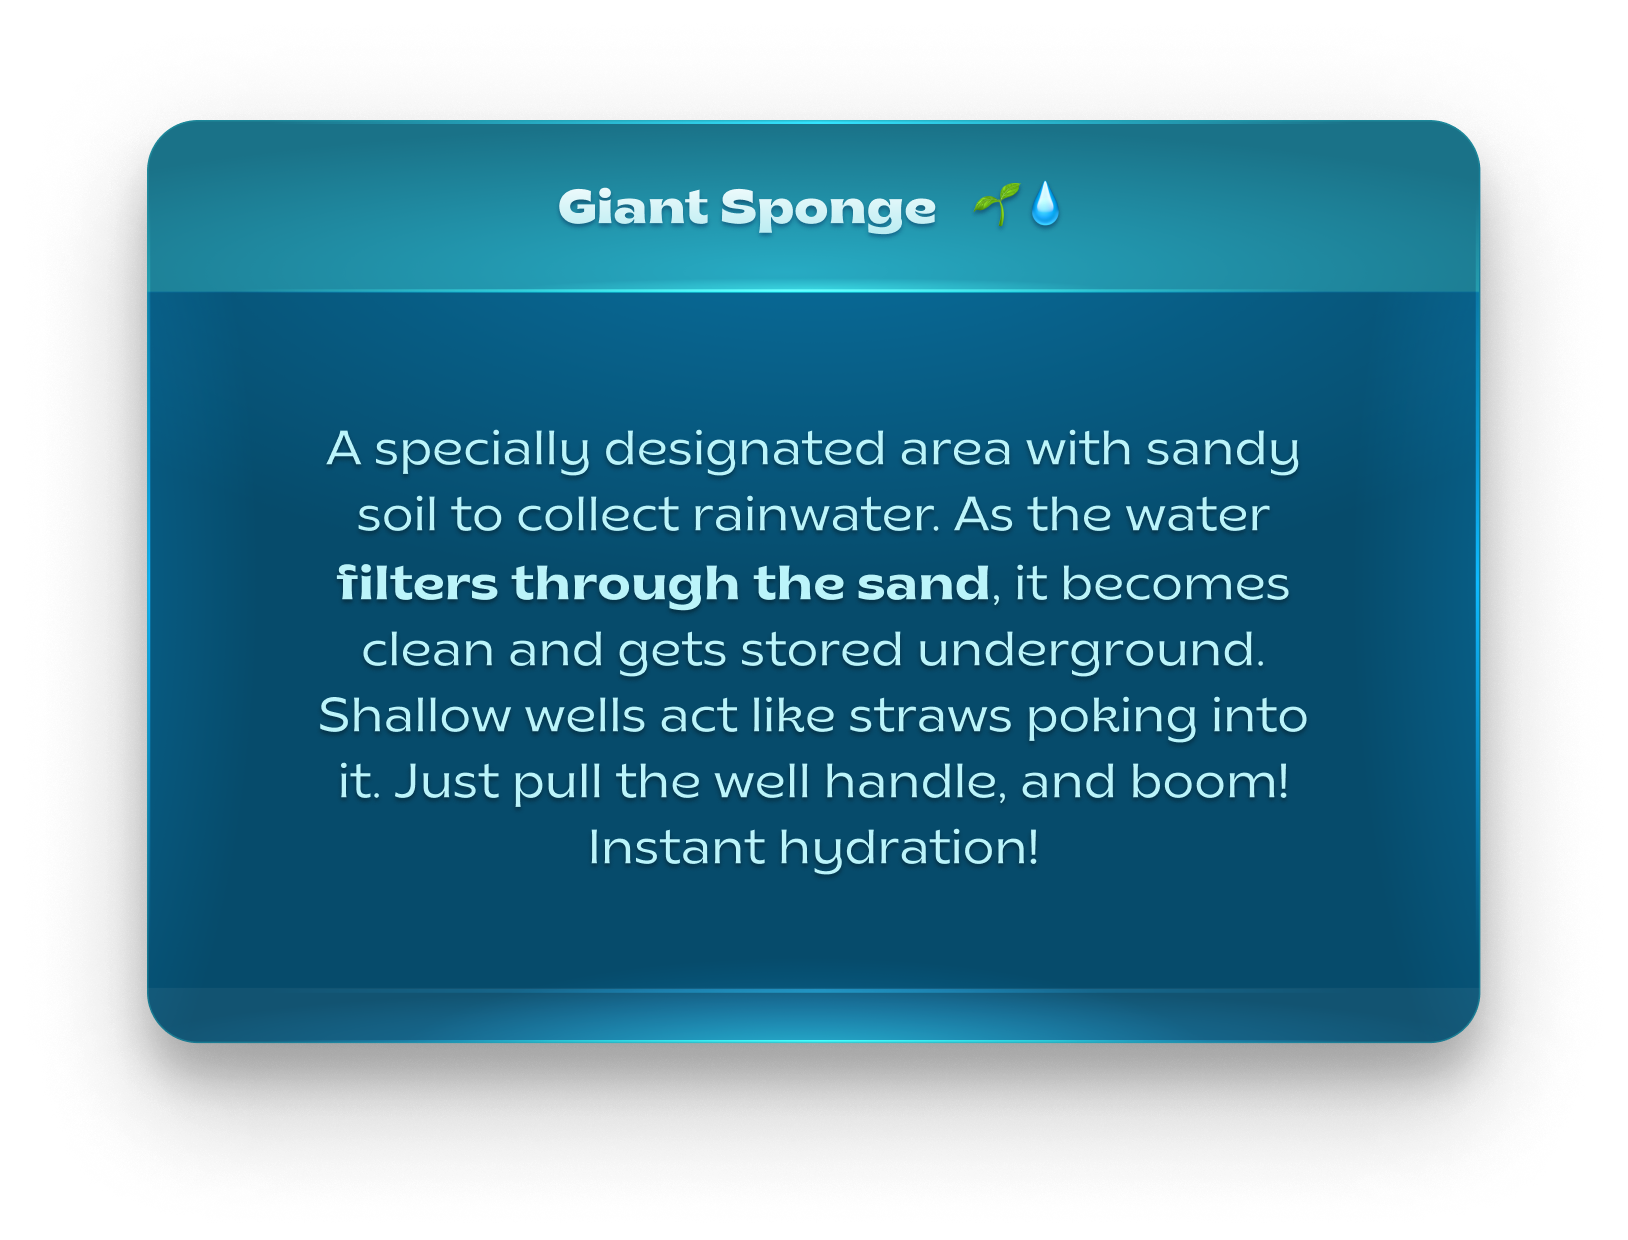 Giant Sponge 🌱💧
A specially designated area with sandy
soil to collect rainwater. As the water
filters through the sand, it becomes
clean and gets stored underground.
Shallow wells act like straws poking into
it. Just pull the well handle, and boom!
Instant hydration!